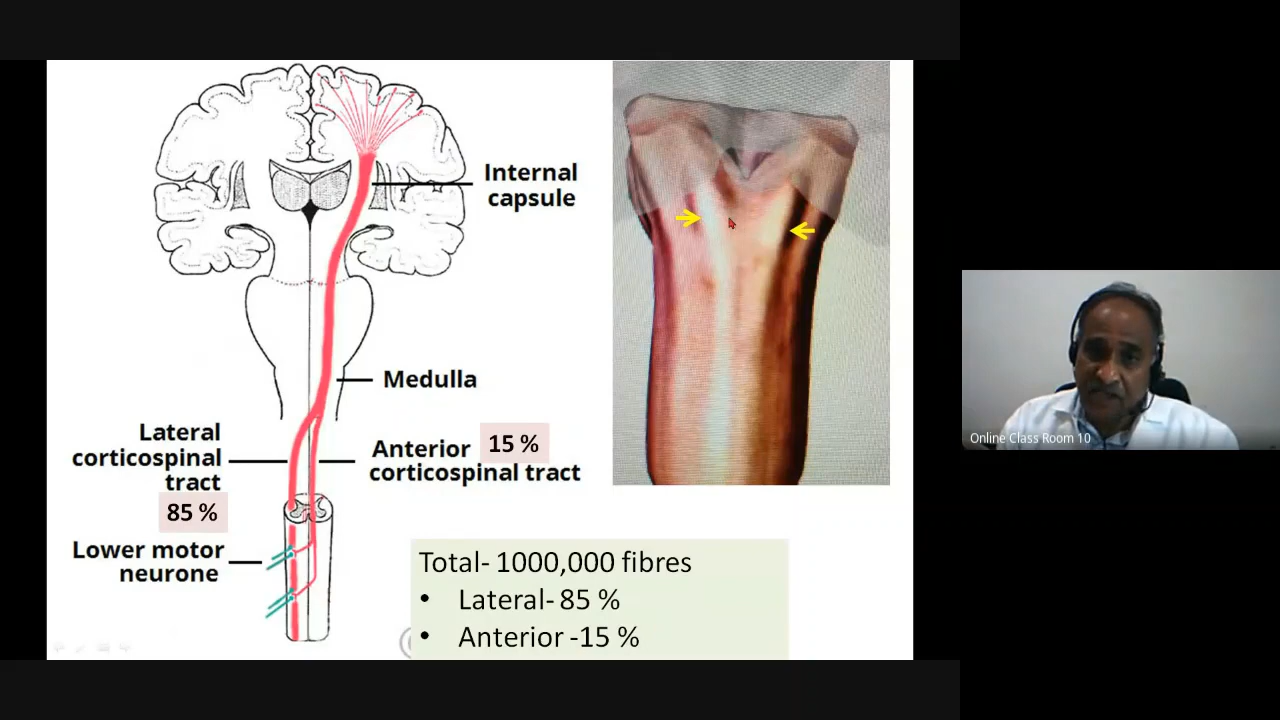 Internal
capsule
Medulla
Lateral
corticospinal
tract
85 %
Anterior 15 %
corticospinal tract
Lower motor
neurone
Total- 1000,000 fibres
• Lateral- 85 %
• Anterior -15 %
Online Class Room 10